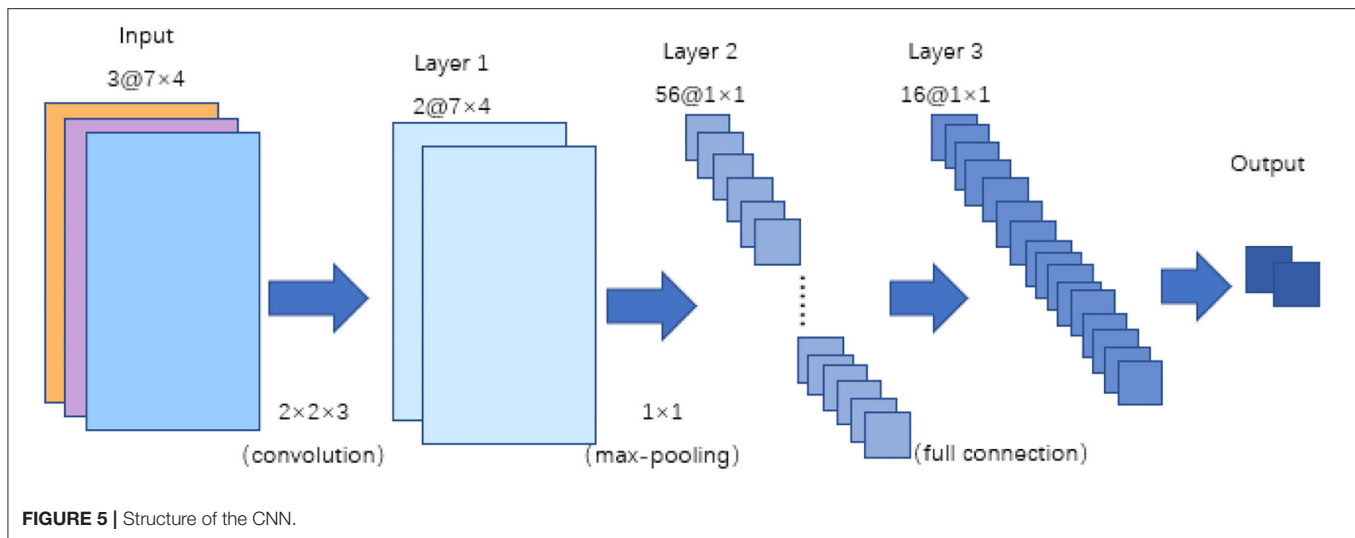 Input
3@7×4
Layer 1
2@7×4
Layer 2
56@1×1
Layer 3
16@1×1
Output
2×2×3
(convolution)
1×1
(max-pooling)
(full connection)
FIGURE 5 | Structure of the CNN.